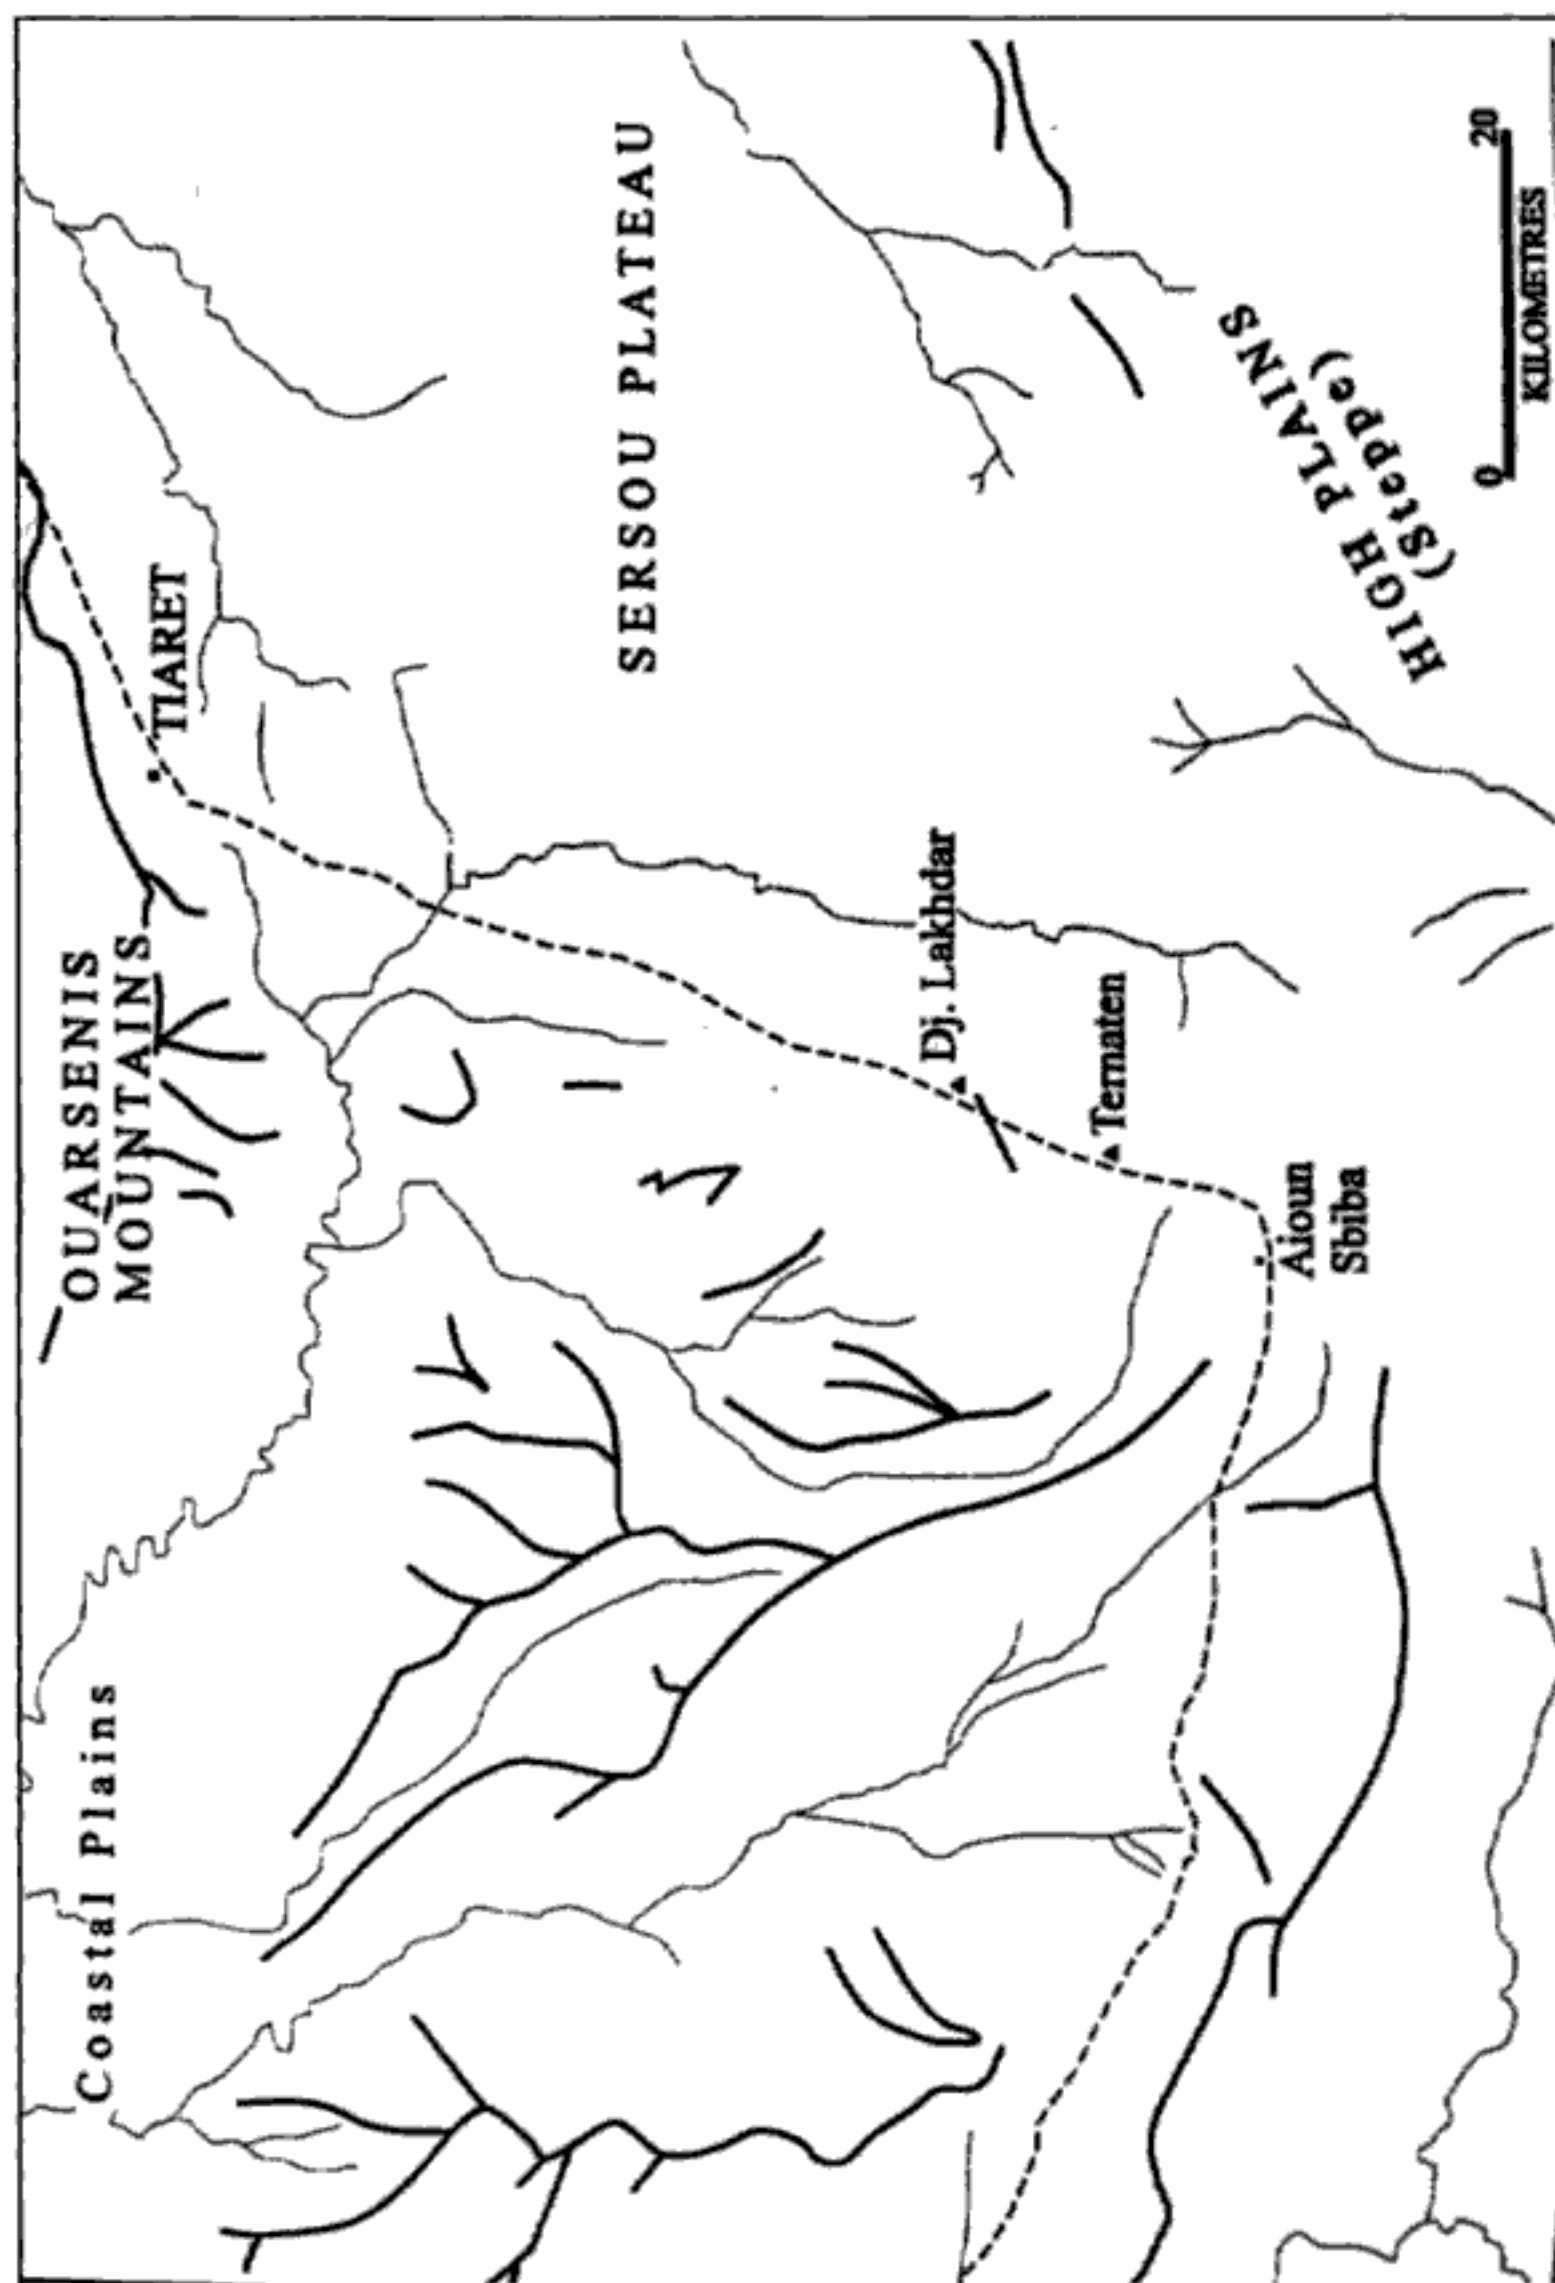 OUARSENIS
MOUNTAINS
Coastal Plains
TIARET
SERSOU PLATEAU
Dj. Lakhdar
Ternaten
Aioun
Sbiba
HIGH PLAINS
(Steppe)
0 20
KILOMETRES